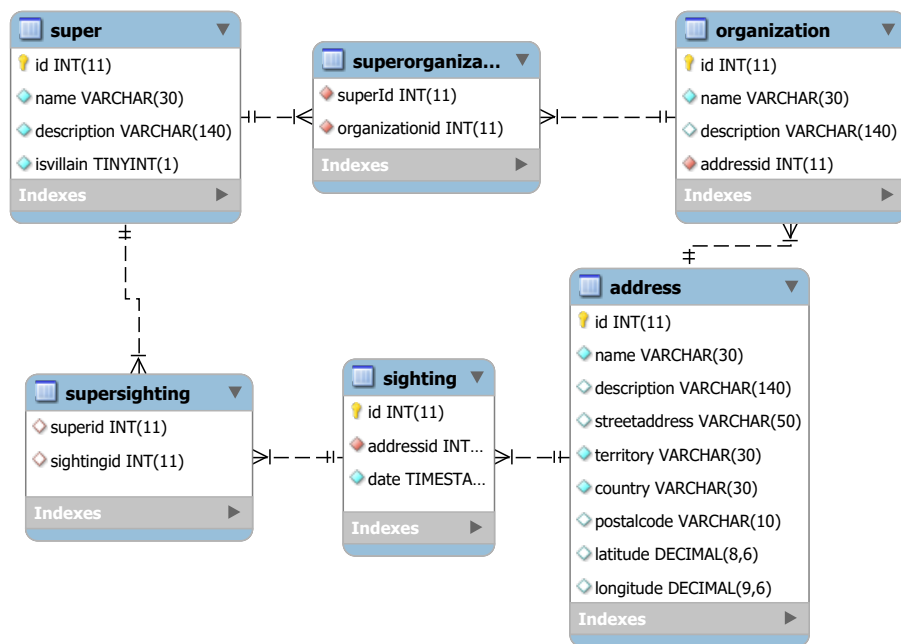 super
id INT(11)
name VARCHAR(30)
description VARCHAR(140)
isvillain TINYINT(1)
Indexes
superorganiza...
superId INT(11)
organizationid INT(11)
Indexes
organization
id INT(11)
name VARCHAR(30)
description VARCHAR(140)
addressid INT(11)
Indexes
supersighting
superid INT(11)
sightingid INT(11)
Indexes
sighting
id INT(11)
addressid INT...
date TIMESTA...
Indexes
address
id INT(11)
name VARCHAR(30)
description VARCHAR(140)
streetaddress VARCHAR(50)
territory VARCHAR(30)
country VARCHAR(30)
postalcode VARCHAR(10)
latitude DECIMAL(8,6)
longitude DECIMAL(9,6)
Indexes